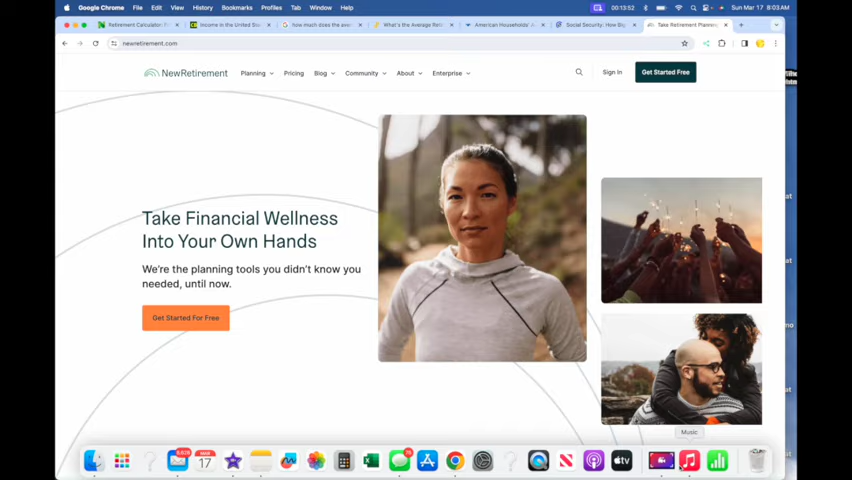 Google Chrome File Edit View History Bookmarks Profiles Tab Window Help 00:13:52 Sun Mar 17 8:03 AM
Retirement Calculator Income in the United Sta how much does the ave What's the Average Reti American Households' A Social Security: How Big Take Retirement Planning
newretirement.com
NewRetirement Planning Pricing Blog Community About Enterprise Sign In Get Started Free
Take Financial Wellness
Into Your Own Hands
We're the planning tools you didn't know you
needed, until now.
Get Started For Free
Music
MAR
17